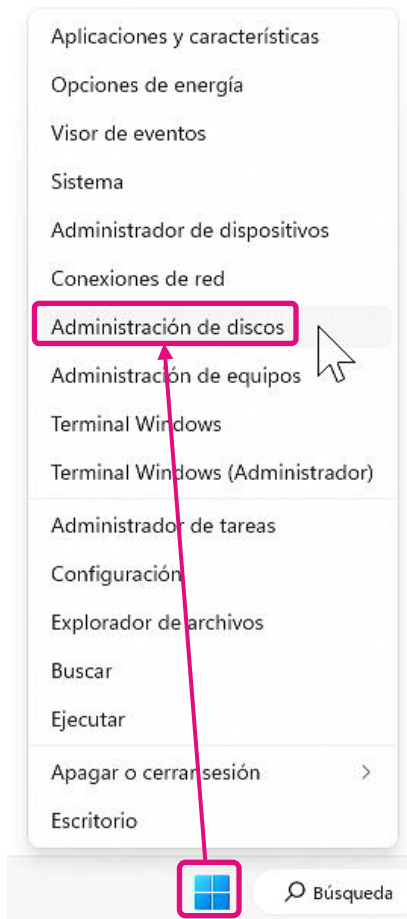 Aplicaciones y características
Opciones de energía
Visor de eventos
Sistema
Administrador de dispositivos
Conexiones de red
Administración de discos
Administración de equipos
Terminal Windows
Terminal Windows (Administrador)
Administrador de tareas
Configuración
Explorador de archivos
Buscar
Ejecutar
Apagar o cerrar sesión
Escritorio
Búsqueda